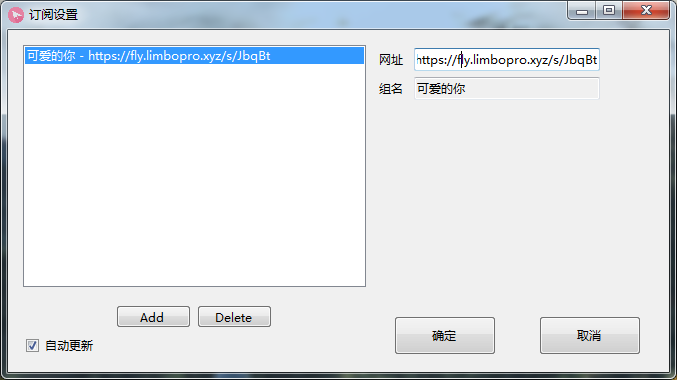 订阅设置
可爱的你 - https://fly.limbopro.xyz/s/JbqBt
网址 https://fly.limbopro.xyz/s/JbqBt
组名 可爱的你
Add Delete
自动更新
确定 取消